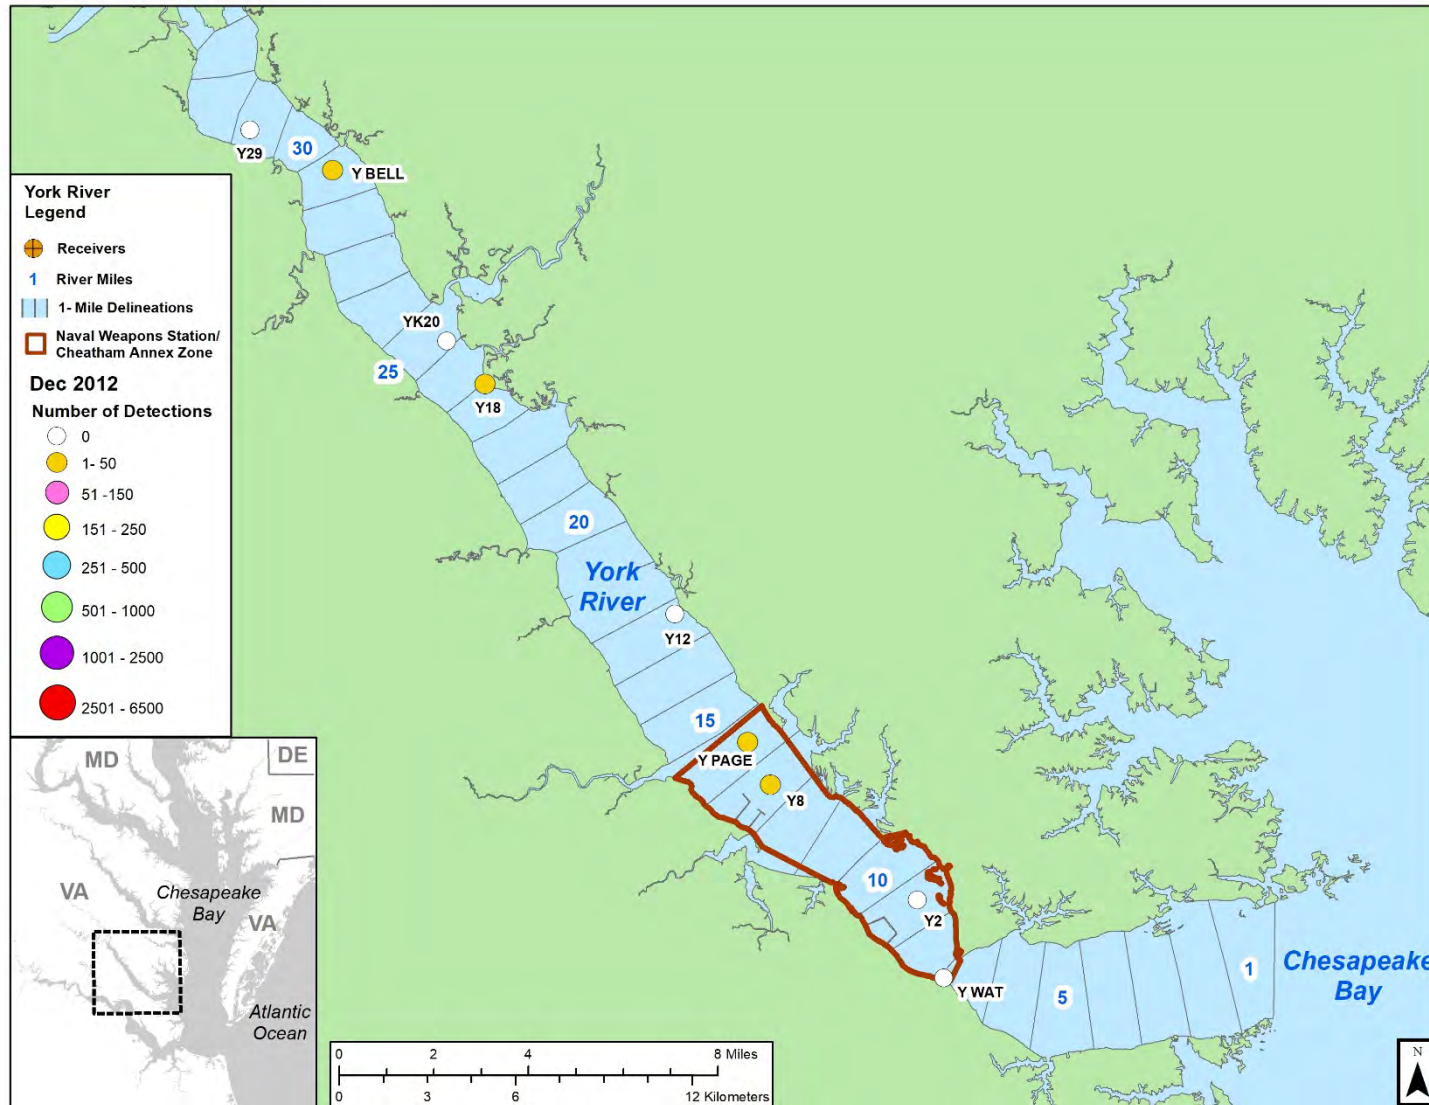 Y29
30
Y BELL
York River
Legend
Receivers
1 River Miles
1- Mile Delineations
Naval Weapons Station/
Cheatham Annex Zone
Dec 2012
Number of Detections
0
1- 50
51 -150
151 - 250
251 - 500
501 - 1000
1001 - 2500
2501 - 6500
YK20
25
Y18
20
York
River
Y12
15
Y PAGE
Y8
10
Y2
Y WAT
5
1
Chesapeake
Bay
MD
DE
MD
VA
Chesapeake
Bay
VA
Atlantic
Ocean
0 2 4 8 Miles
0 3 6 12 Kilometers
N